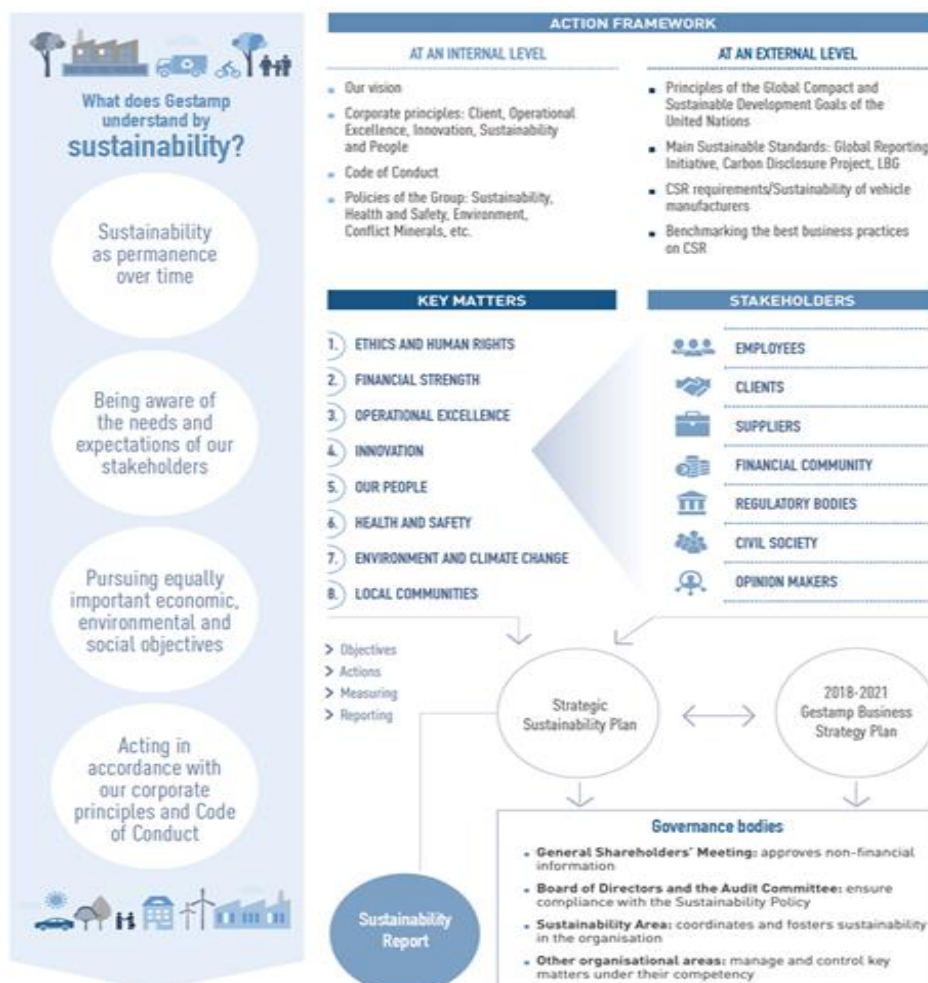 What does Gestamp
understand by
sustainability?
Sustainability
as permanence
over time
Being aware of
the needs and
expectations of our
stakeholders
Pursuing equally
important economic,
environmental and
social objectives
Acting in
accordance with
our corporate
principles and Code
of Conduct
ACTION FRAMEWORK
AT AN INTERNAL LEVEL
Our vision
Corporate principles: Client, Operational
Excellence, Innovation, Sustainability
and People
Code of Conduct
Policies of the Group: Sustainability,
Health and Safety, Environment,
Conflict Minerals, etc.
AT AN EXTERNAL LEVEL
Principles of the Global Compact and
Sustainable Development Goals of the
United Nations
Main Sustainable Standards: Global Reporting
Initiative, Carbon Disclosure Project, LBG
CSR requirements/Sustainability of vehicle
manufacturers
Benchmarking the best business practices
on CSR
KEY MATTERS
1. ETHICS AND HUMAN RIGHTS
2. FINANCIAL STRENGTH
3. OPERATIONAL EXCELLENCE
4. INNOVATION
5. OUR PEOPLE
6. HEALTH AND SAFETY
7. ENVIRONMENT AND CLIMATE CHANGE
8. LOCAL COMMUNITIES
STAKEHOLDERS
EMPLOYEES
CLIENTS
SUPPLIERS
FINANCIAL COMMUNITY
REGULATORY BODIES
CIVIL SOCIETY
OPINION MAKERS
> Objectives
> Actions
> Measuring
> Reporting
Strategic
Sustainability Plan
2018-2021
Gestamp Business
Strategy Plan
Sustainability
Report
Governance bodies
General Shareholders' Meeting: approves non-financial
information
Board of Directors and the Audit Committee: ensure
compliance with the Sustainability Policy
Sustainability Area: coordinates and fosters sustainability
in the organisation
Other organisational areas: manage and control key
matters under their competency